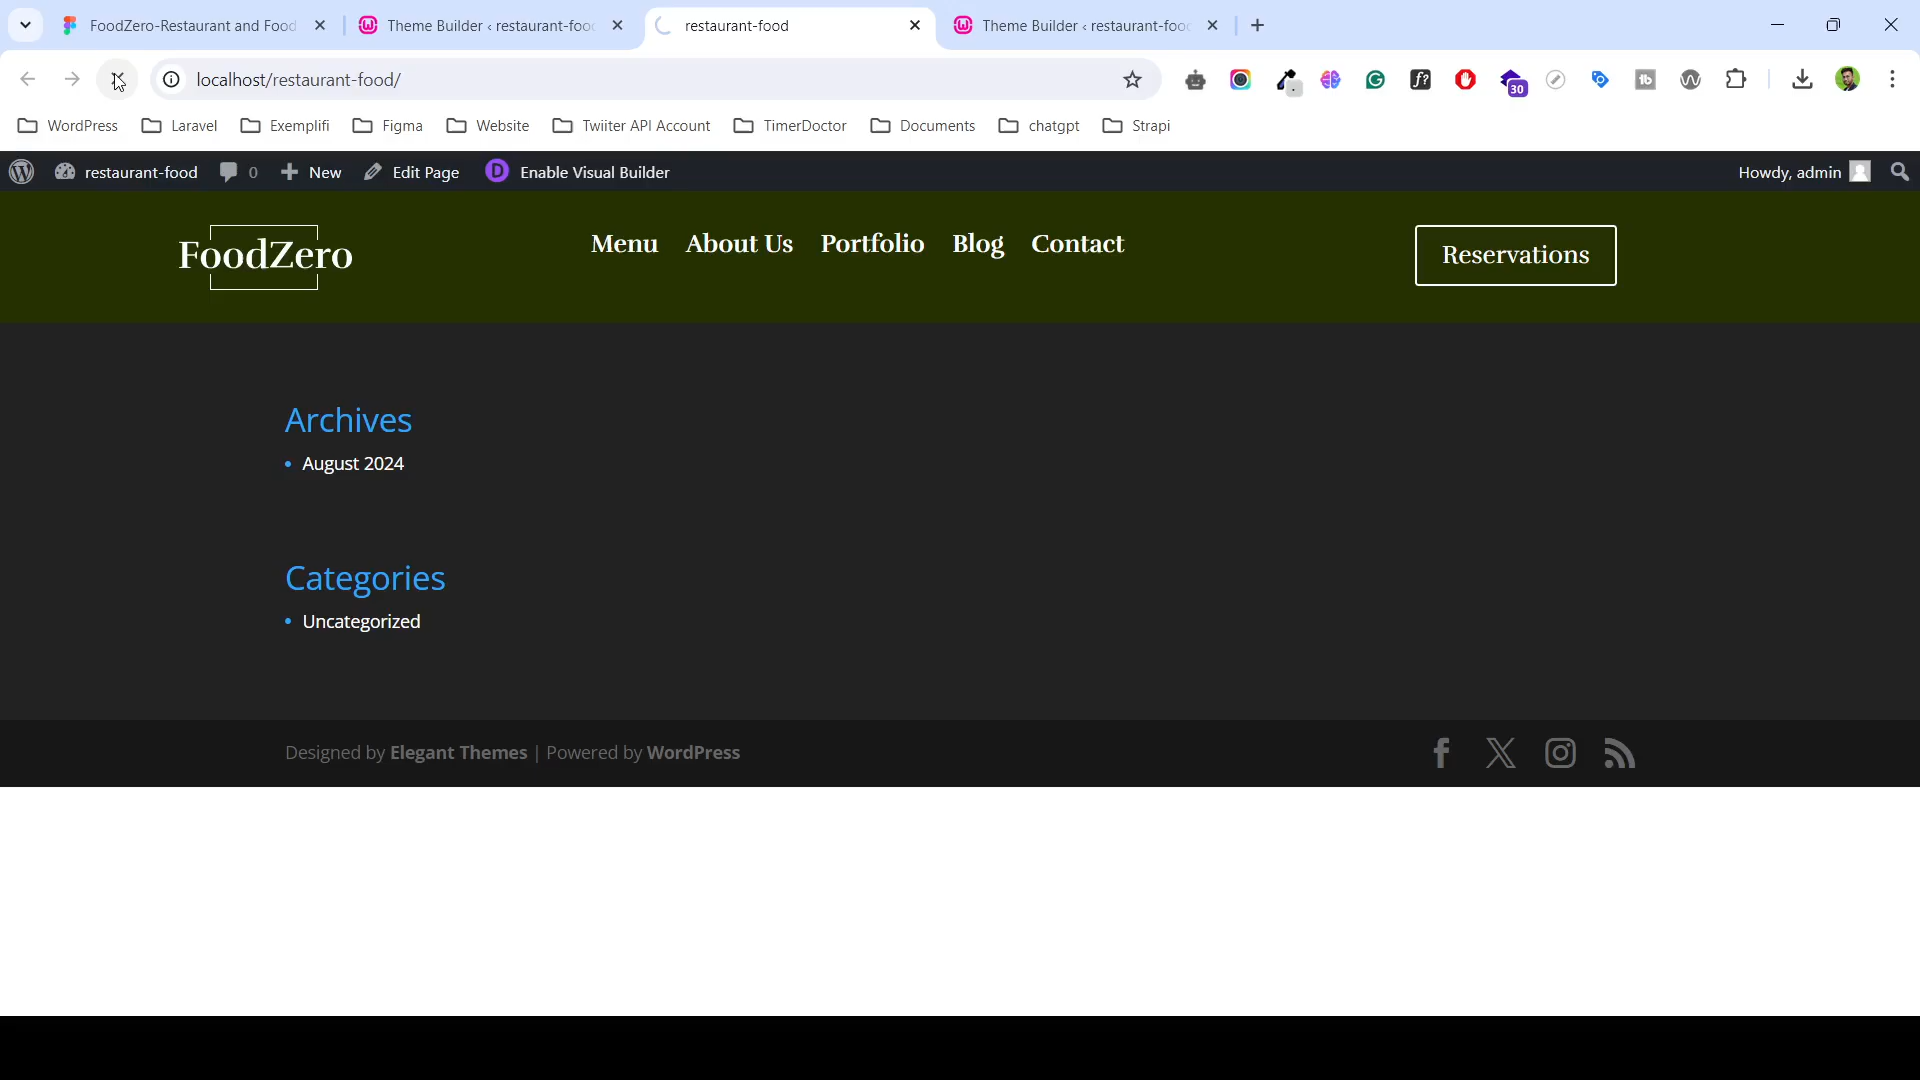 FoodZero-Restaurant and Food
Theme Builder ‹ restaurant-food
restaurant-food
Theme Builder ‹ restaurant-food
localhost/restaurant-food/
30
WordPress
Laravel
Exemplifi
Figma
Website
Twiiter API Account
TimerDoctor
Documents
chatgpt
Strapi
restaurant-food
0
New
Edit Page
Enable Visual Builder
Howdy, admin
FoodZero
Menu
About Us
Portfolio
Blog
Contact
Reservations
Archives
August 2024
Categories
Uncategorized
Designed by Elegant Themes | Powered by WordPress